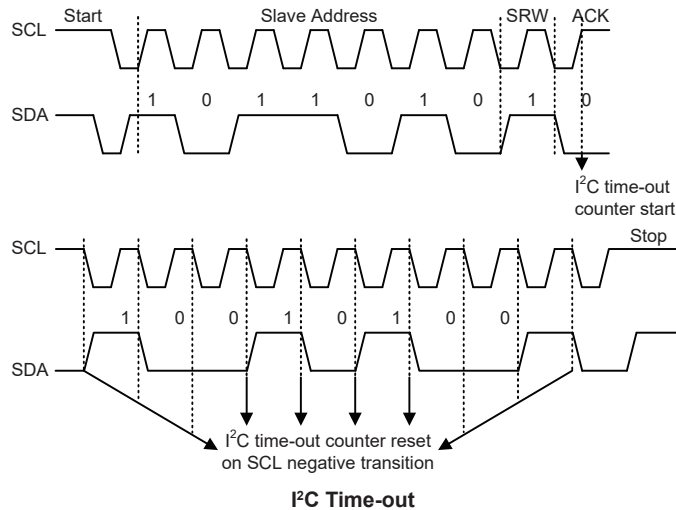 Start Slave Address SRW ACK
SCL
1 0 1 1 0 1 0 1 0
SDA
I²C time-out
counter start
Stop
SCL
1 0 0 1 0 1 0 0
SDA
I²C time-out counter reset
on SCL negative transition
I²C Time-out